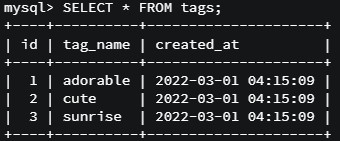 mysql> SELECT * FROM tags;
+----+----------+---------------------+
| id | tag_name | created_at          |
+----+----------+---------------------+
|  1 | adorable | 2022-03-01 04:15:09 |
|  2 | cute     | 2022-03-01 04:15:09 |
|  3 | sunrise  | 2022-03-01 04:15:09 |
+----+----------+---------------------+